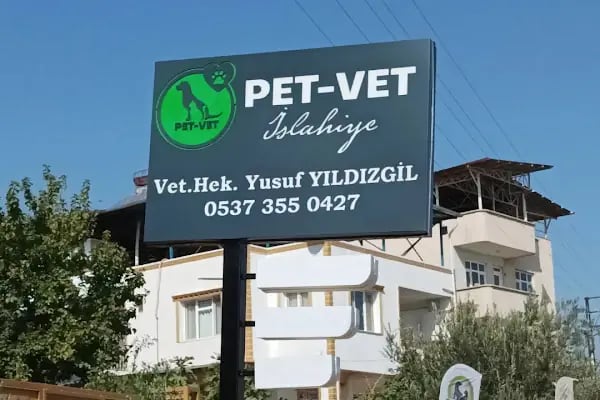 PET-VET
PET-VET
İslahiye
Vet.Hek. Yusuf YILDIZGİL
0537 355 0427